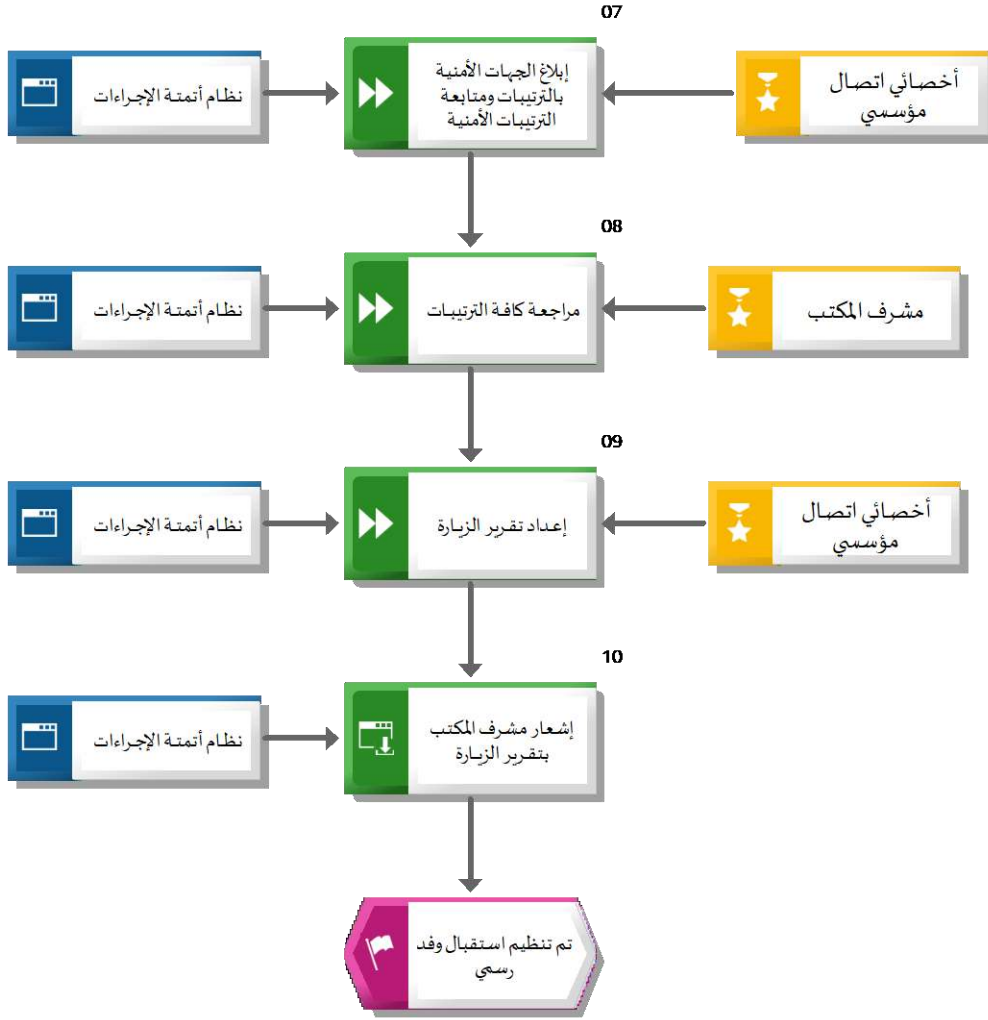 07
أخصائي اتصال
مؤسسي
إبلاغ الجهات الأمنية
بالترتيبات ومتابعة
الترتيبات الأمنية
نظام أتمتة الإجراءات
08
مشرف المكتب
مراجعة كافة الترتيبات
نظام أتمتة الإجراءات
09
أخصائي اتصال
مؤسسي
إعداد تقرير الزيارة
نظام أتمتة الإجراءات
10
إشعار مشرف المكتب
بتقرير الزيارة
نظام أتمتة الإجراءات
تم تنظيم استقبال وفد
رسمي